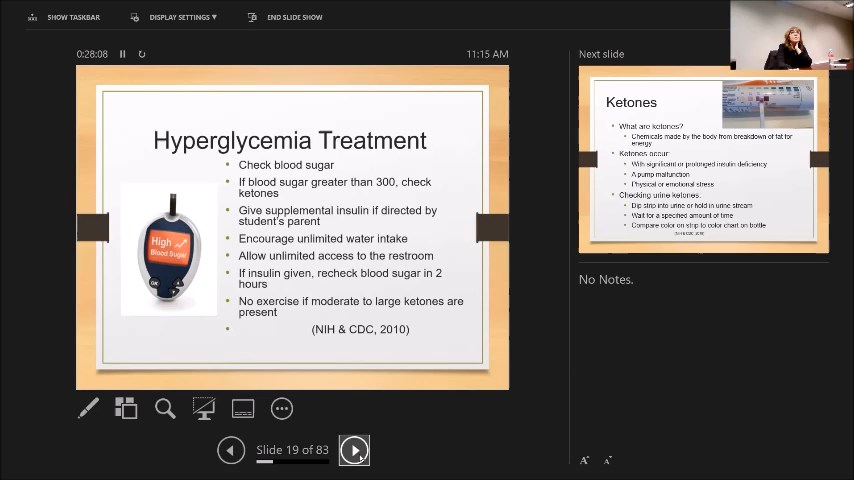 SHOW TASKBAR
DISPLAY SETTINGS ▼
END SLIDE SHOW
0:28:08
11:15 AM
Hyperglycemia Treatment
• Check blood sugar
• If blood sugar greater than 300, check
ketones
• Give supplemental insulin if directed by
student's parent
• Encourage unlimited water intake
• Allow unlimited access to the restroom
• If insulin given, recheck blood sugar in 2
hours
• No exercise if moderate to large ketones are
present
• (NIH & CDC, 2010)
High
Blood Sugar
OK
Slide 19 of 83
Next slide
Ketones
• What are ketones?
• Chemicals made by the body from breakdown of fat for
energy
• Ketones occur:
• With significant or prolonged insulin deficiency
• A pump malfunction
• Physical or emotional stress
• Checking urine ketones:
• Dip strip into urine or hold in urine stream
• Wait for a specified amount of time
• Compare color on strip to color chart on bottle
No Notes.
A A